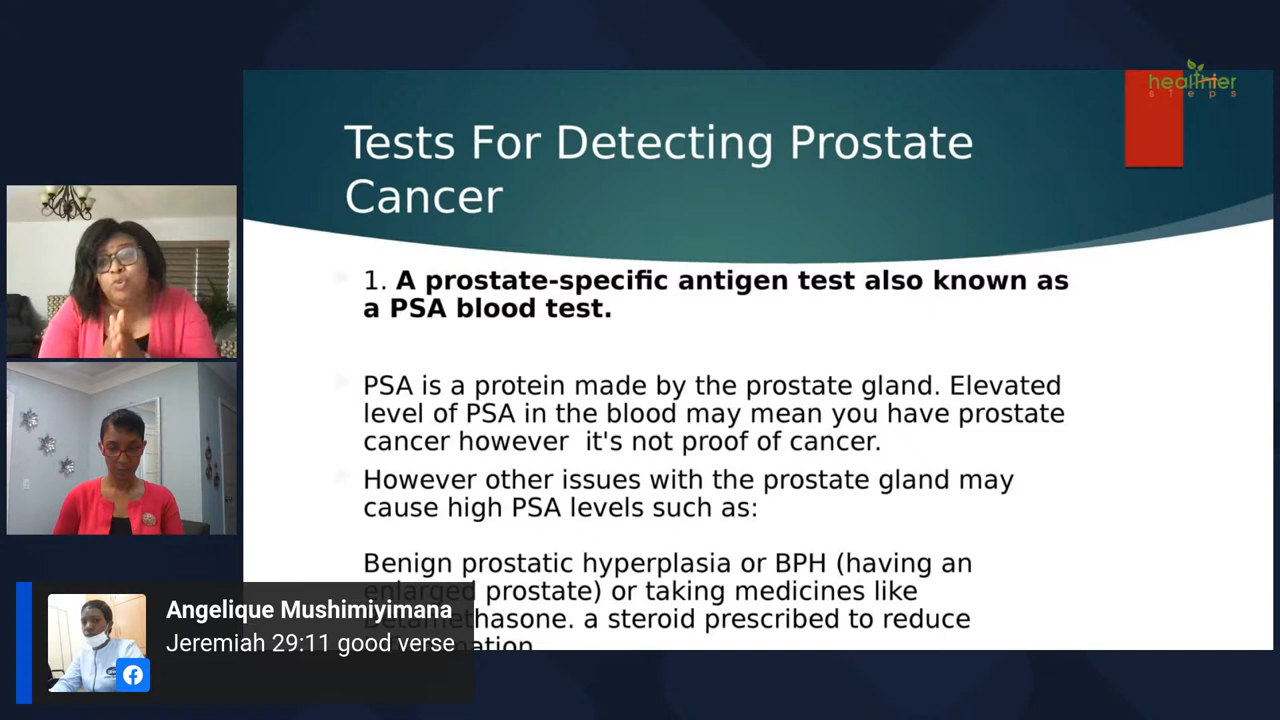 healthier
steps
Tests For Detecting Prostate
Cancer
1. A prostate-specific antigen test also known as
a PSA blood test.
PSA is a protein made by the prostate gland. Elevated
level of PSA in the blood may mean you have prostate
cancer however  it's not proof of cancer.
However other issues with the prostate gland may
cause high PSA levels such as:
Benign prostatic hyperplasia or BPH (having an
enlarged prostate) or taking medicines like
Betamethasone. a steroid prescribed to reduce
Angelique Mushimiyimana
Jeremiah 29:11 good verse